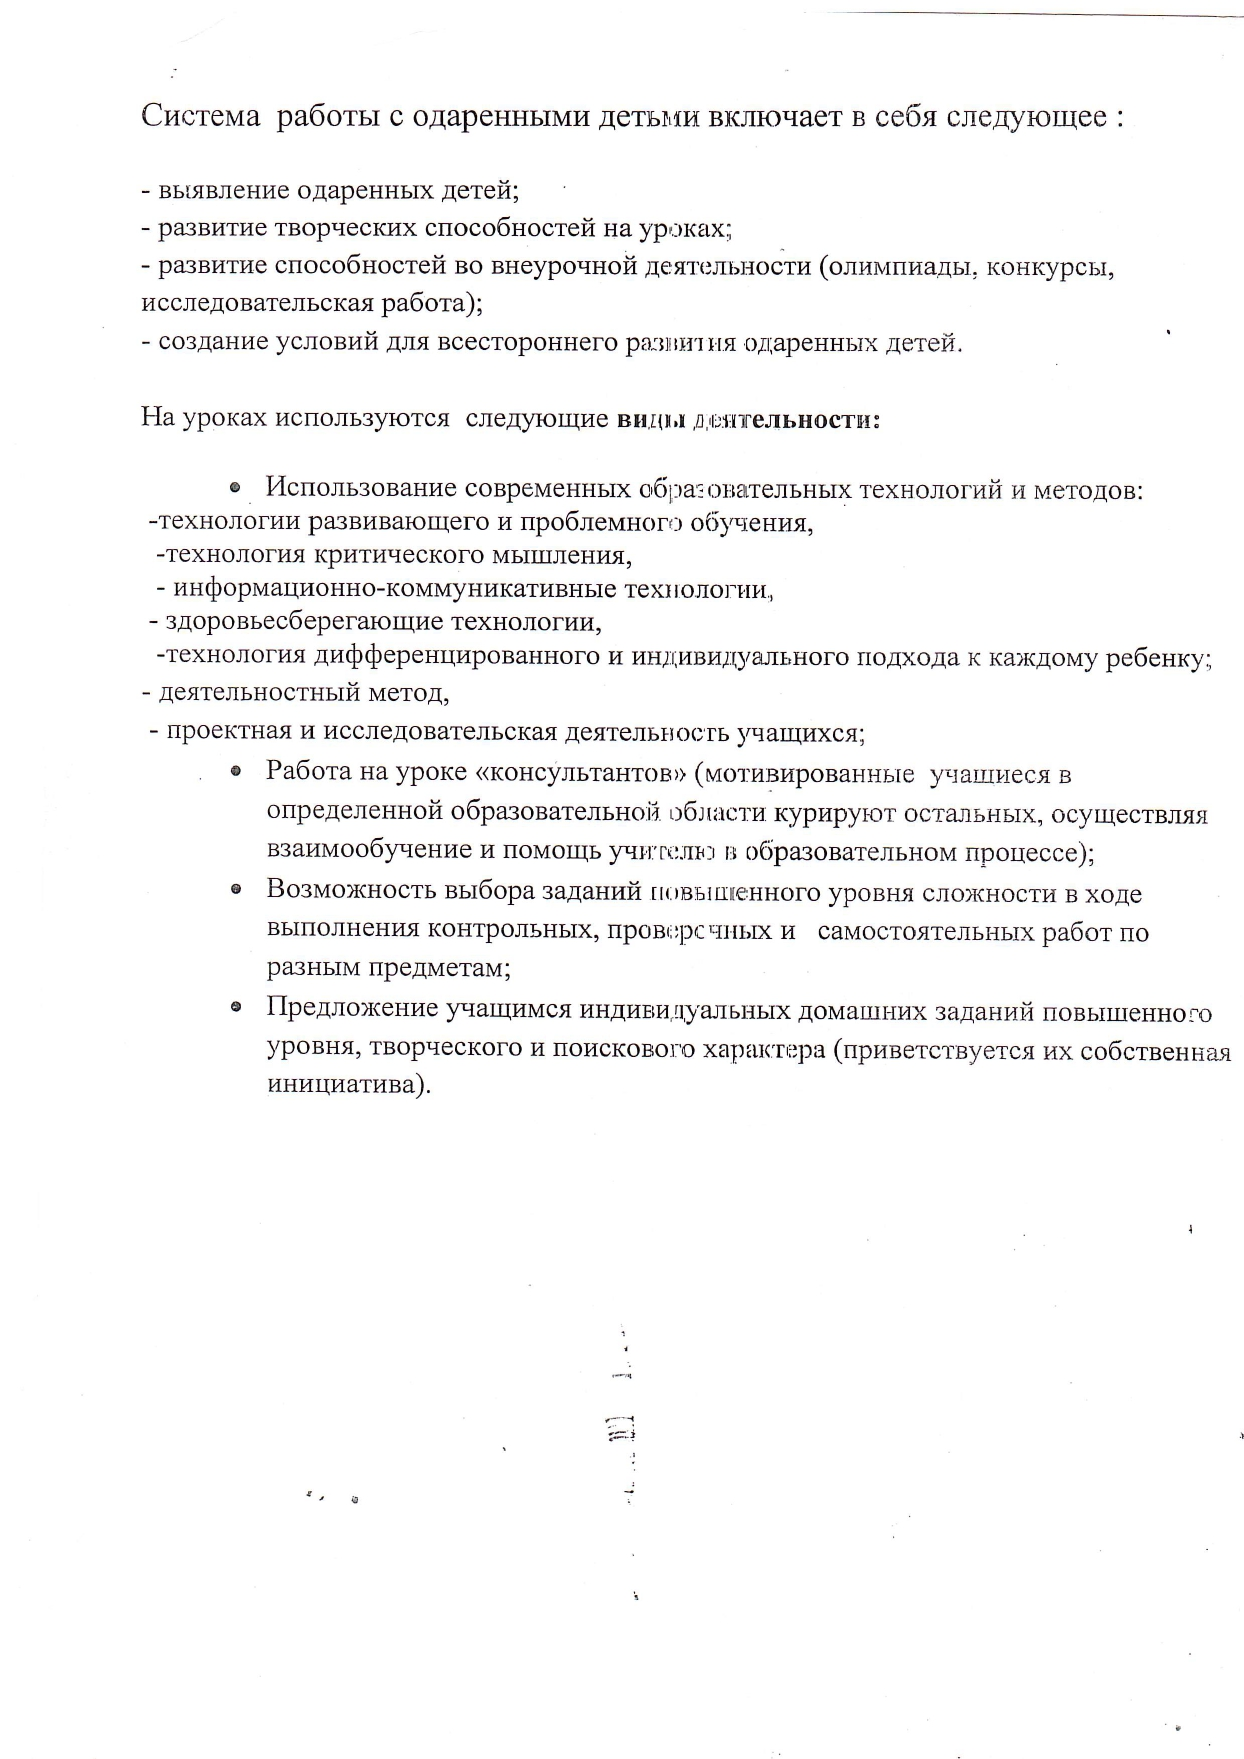 Система работы с одаренными детьми включает в себя следующее :
- выявление одаренных детей;
- развитие творческих способностей на уроках;
- развитие способностей во внеурочной деятельности (олимпиады, конкурсы,
исследовательская работа);
- создание условий для всестороннего развития одаренных детей.
На уроках используются следующие виды деятельности:
• Использование современных образовательных технологий и методов:
-технологии развивающего и проблемного обучения,
-технология критического мышления,
- информационно-коммуникативные технологии,
- здоровьесберегающие технологии,
-технология дифференцированного и индивидуального подхода к каждому ребенку;
- деятельностный метод,
- проектная и исследовательская деятельность учащихся;
• Работа на уроке «консультантов» (мотивированные учащиеся в
определенной образовательной области курируют остальных, осуществляя
взаимообучение и помощь учителю в образовательном процессе);
• Возможность выбора заданий повышенного уровня сложности в ходе
выполнения контрольных, проверочных и самостоятельных работ по
разным предметам;
• Предложение учащимся индивидуальных домашних заданий повышенного
уровня, творческого и поискового характера (приветствуется их собственная
инициатива).